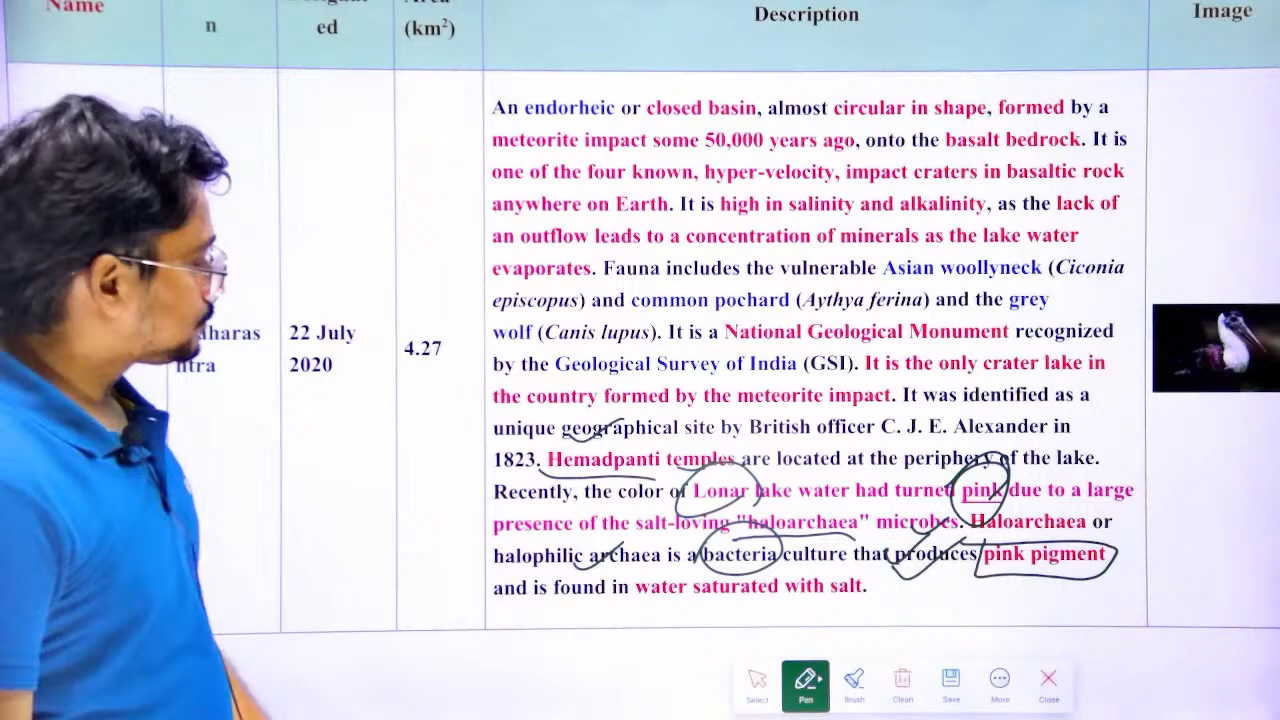 Name
n
ed
(km²)
Description
Image
An endorheic or closed basin, almost circular in shape, formed by a
meteorite impact some 50,000 years ago, onto the basalt bedrock. It is
one of the four known, hyper-velocity, impact craters in basaltic rock
anywhere on Earth. It is high in salinity and alkalinity, as the lack of
an outflow leads to a concentration of minerals as the lake water
evaporates. Fauna includes the vulnerable Asian woollyneck (Ciconia
episcopus) and common pochard (Aythya ferina) and the grey
wolf (Canis lupus). It is a National Geological Monument recognized
by the Geological Survey of India (GSI). It is the only crater lake in
the country formed by the meteorite impact. It was identified as a
unique geographical site by British officer C. J. E. Alexander in
1823. Hemadpanti temples are located at the periphery of the lake.
Recently, the color of Lonar lake water had turned pink due to a large
presence of the salt-loving "haloarchaea" microbes. Haloarchaea or
halophilic archaea is a bacteria culture that produces pink pigment
and is found in water saturated with salt.
aharas
htra
22 July
2020
4.27
Select
Pen
Brush
Clean
Save
More
Close